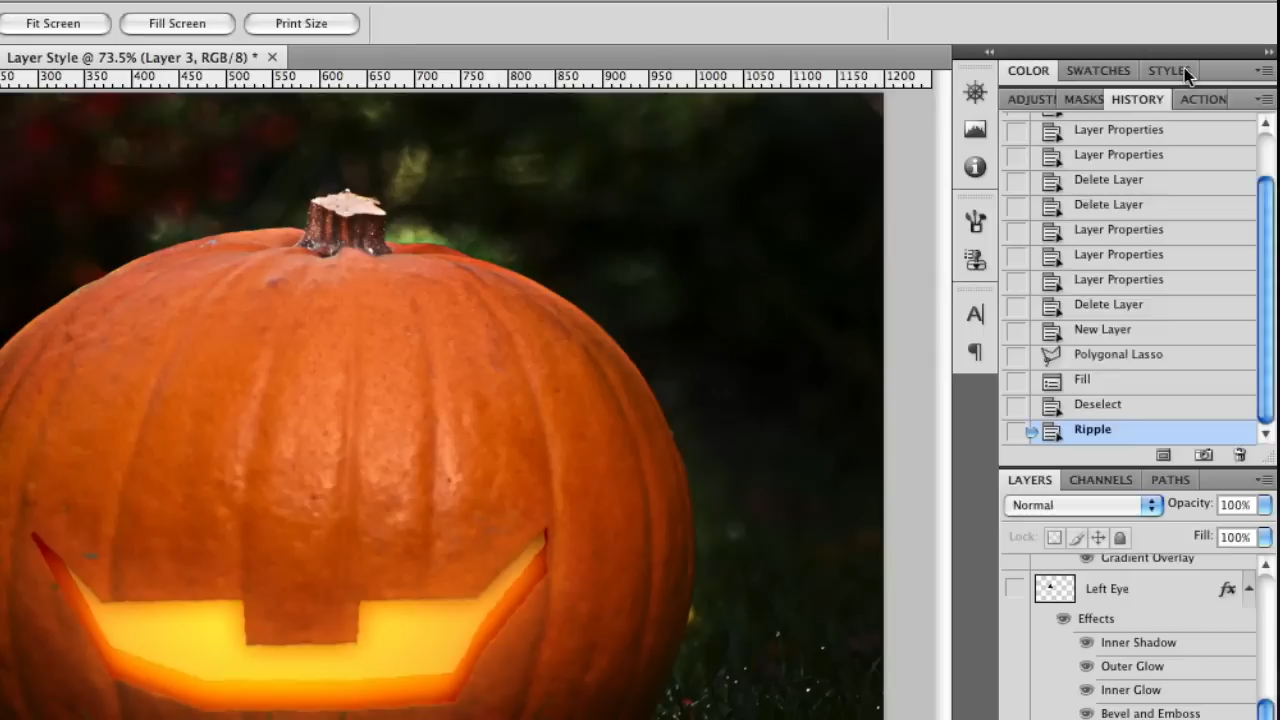 Fit Screen Fill Screen Print Size
Layer Style @ 73.5% (Layer 3, RGB/8) *
50 300 350 400 450 500 550 600 650 700 750 800 850 900 950 1000 1050 1100 1150 1200
COLOR SWATCHES STYLE
ADJUSTI MASKS HISTORY ACTION
Layer Properties
Layer Properties
Delete Layer
Delete Layer
Layer Properties
Layer Properties
Layer Properties
Delete Layer
New Layer
Polygonal Lasso
Fill
Deselect
Ripple
LAYERS CHANNELS PATHS
Normal Opacity: 100%
Lock: Fill: 100%
Gradient Overlay
Left Eye fx
Effects
Inner Shadow
Outer Glow
Inner Glow
Bevel and Emboss